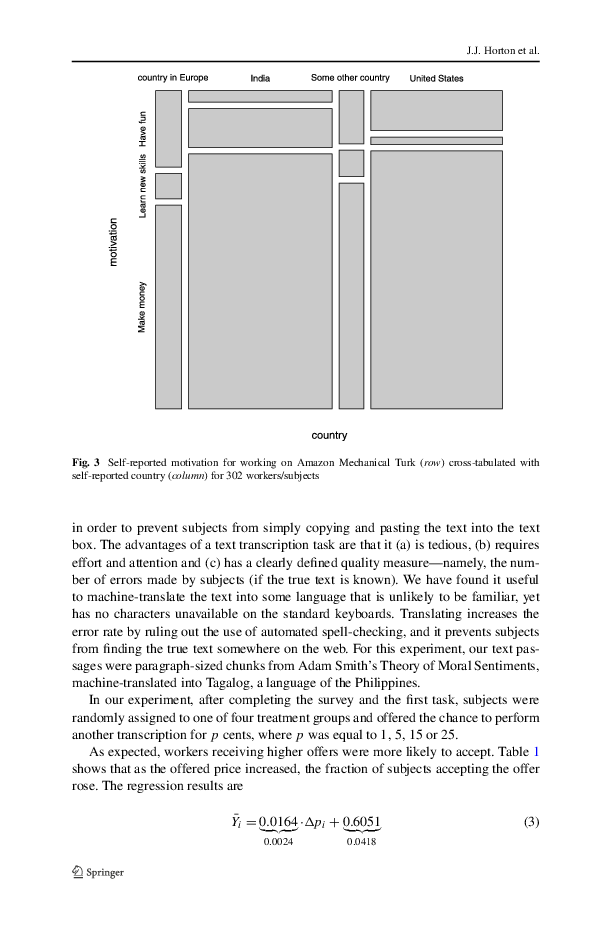 J.J. Horton et al.
country in Europe India Some other country United States
Have fun
Learn new skills
Make money
motivation
country
Fig. 3 Self-reported motivation for working on Amazon Mechanical Turk (row) cross-tabulated with
self-reported country (column) for 302 workers/subjects
in order to prevent subjects from simply copying and pasting the text into the text
box. The advantages of a text transcription task are that it (a) is tedious, (b) requires
effort and attention and (c) has a clearly defined quality measure—namely, the num-
ber of errors made by subjects (if the true text is known). We have found it useful
to machine-translate the text into some language that is unlikely to be familiar, yet
has no characters unavailable on the standard keyboards. Translating increases the
error rate by ruling out the use of automated spell-checking, and it prevents subjects
from finding the true text somewhere on the web. For this experiment, our text pas-
sages were paragraph-sized chunks from Adam Smith's Theory of Moral Sentiments,
machine-translated into Tagalog, a language of the Philippines.
In our experiment, after completing the survey and the first task, subjects were
randomly assigned to one of four treatment groups and offered the chance to perform
another transcription for p cents, where p was equal to 1, 5, 15 or 25.
As expected, workers receiving higher offers were more likely to accept. Table 1
shows that as the offered price increased, the fraction of subjects accepting the offer
rose. The regression results are
Ȳi = 0.0164 · Δpi + 0.6051 (3)
0.0024 0.0418
Springer